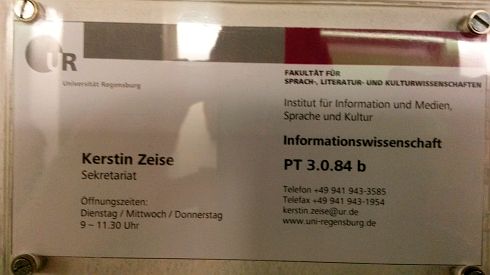 UR
Universität Regensburg
FAKULTÄT FÜR
SPRACH-, LITERATUR- UND KULTURWISSENSCHAFTEN
Institut für Information und Medien,
Sprache und Kultur
Informationswissenschaft
PT 3.0.84 b
Telefon +49 941 943-3585
Telefax +49 941 943-1954
kerstin.zeise@ur.de
www.uni-regensburg.de
Kerstin Zeise
Sekretariat
Öffnungszeiten:
Dienstag / Mittwoch / Donnerstag
9 – 11.30 Uhr